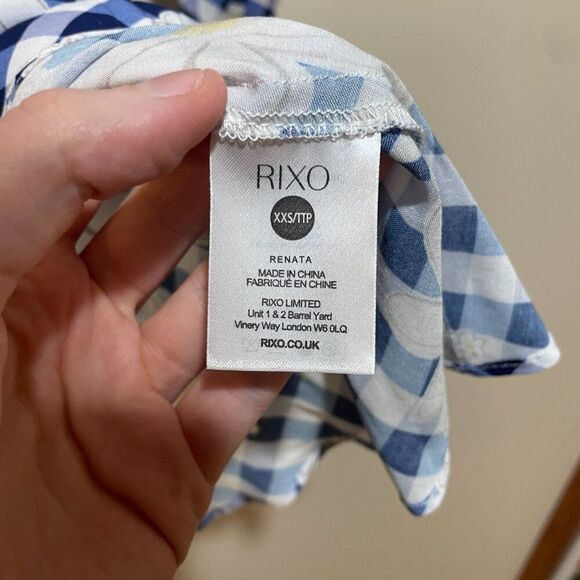 RIXO
XXS/TTP
RENATA
MADE IN CHINA
FABRIQUÉ EN CHINE
RIXO LIMITED
Unit 1 & 2 Barrel Yard
Vinery Way London W6 0LQ
RIXO.CO.UK